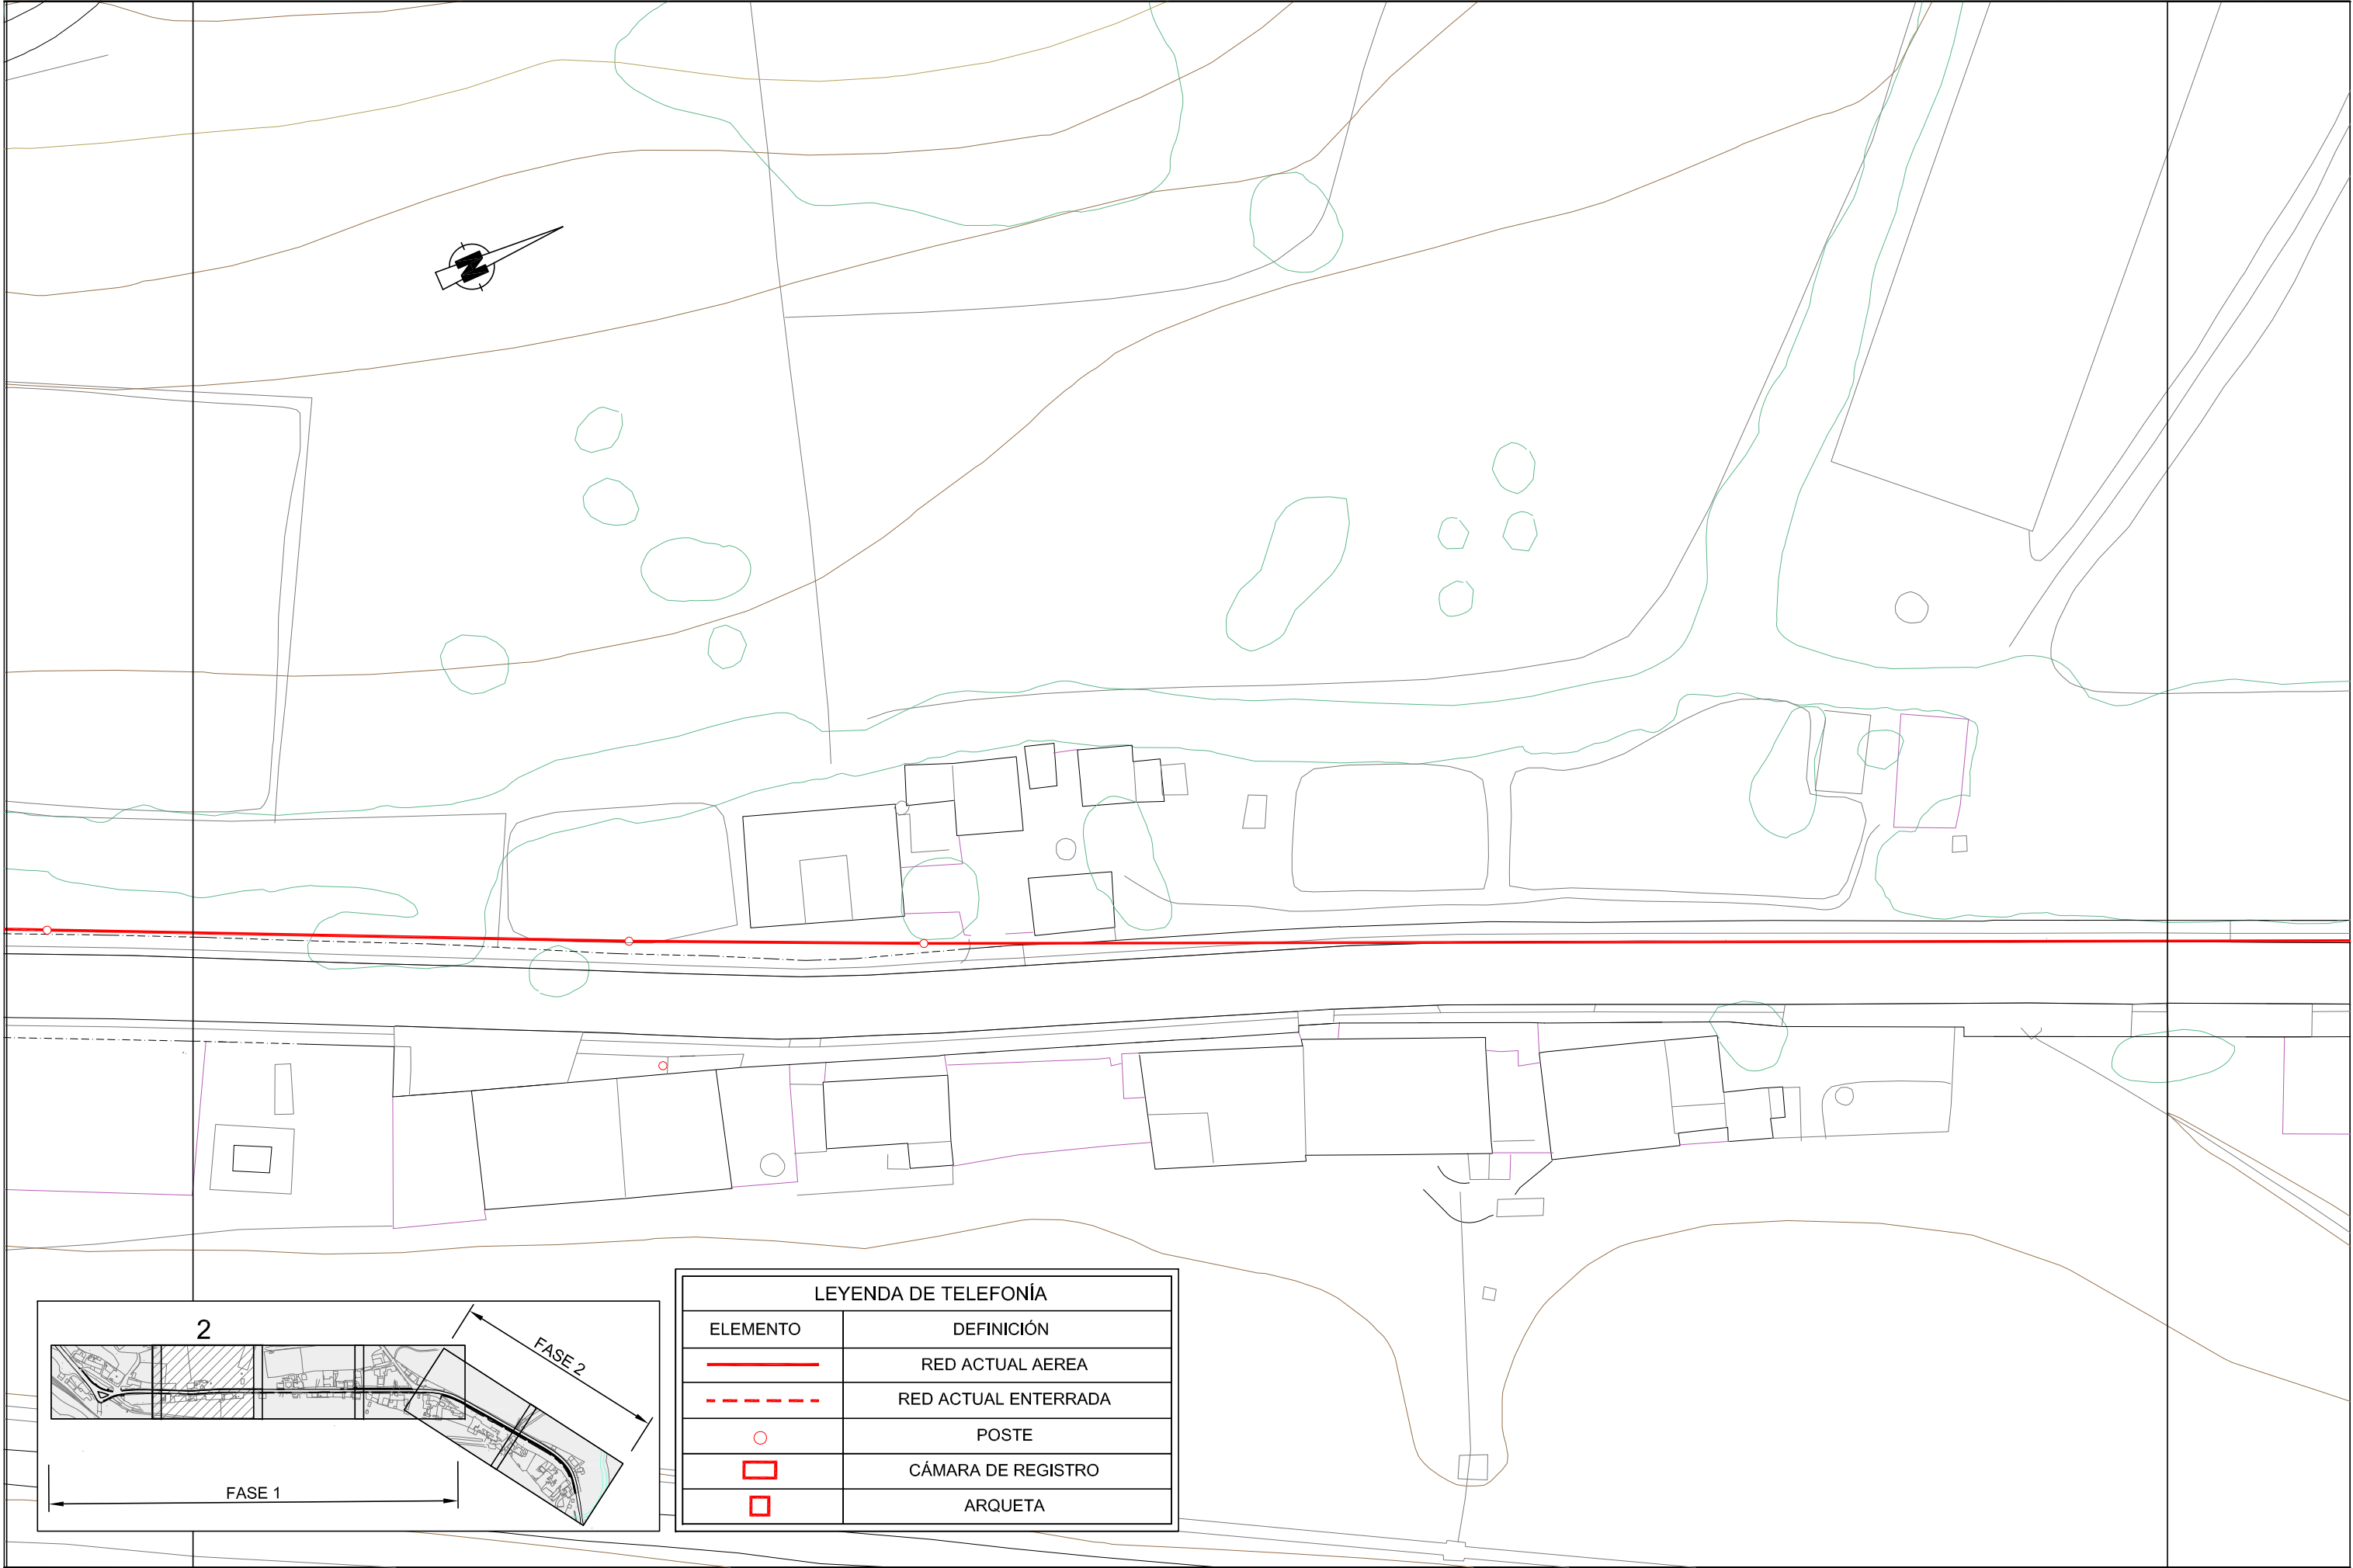 N
2
FASE 2
FASE 1
LEYENDA DE TELEFONÍA
ELEMENTO DEFINICIÓN
RED ACTUAL AEREA
RED ACTUAL ENTERRADA
POSTE
CÁMARA DE REGISTRO
ARQUETA